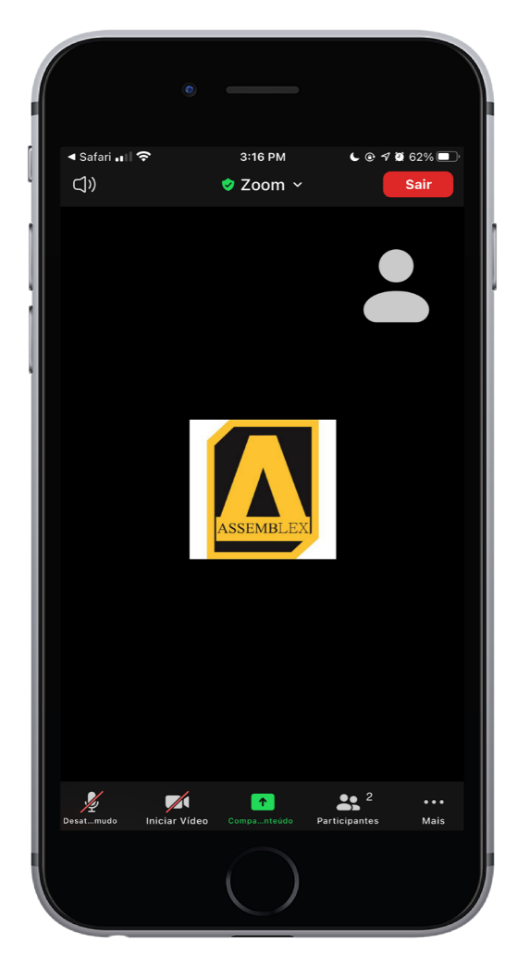 Safari 3:16 PM 62%
Zoom Sair
ASSEMBLEX
2
Desat...mudo Iniciar Vídeo Compa...nteúdo Participantes Mais